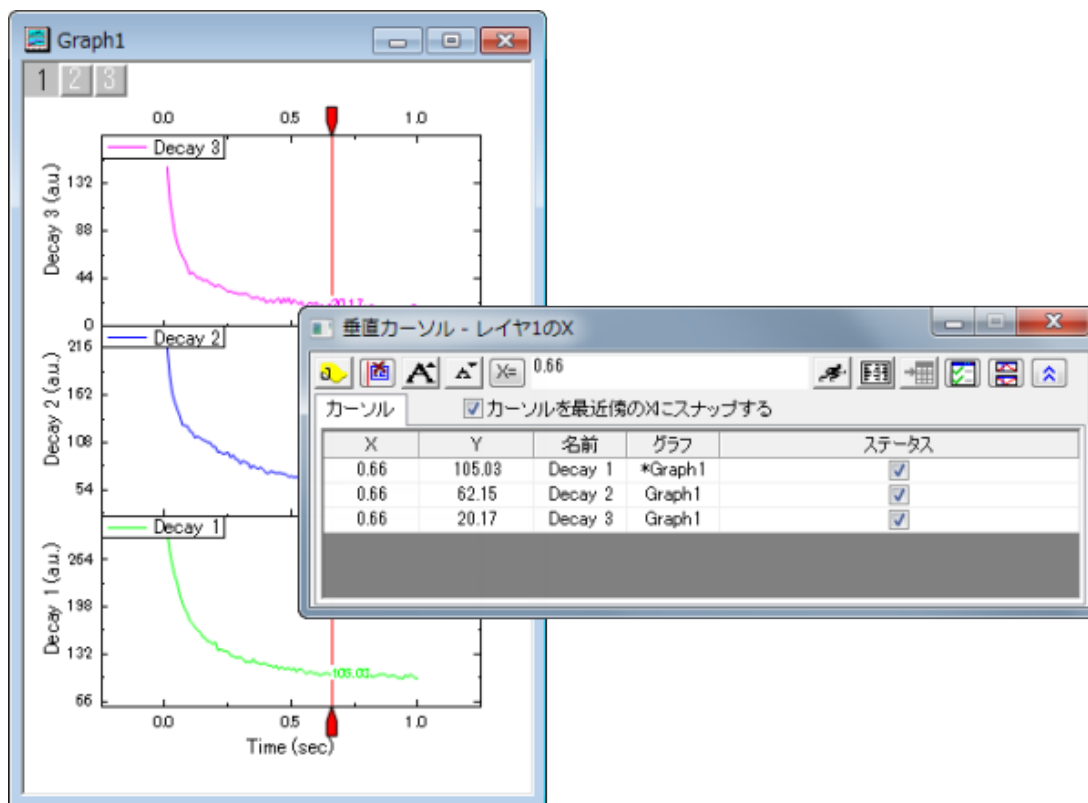 Graph1
1 2 3
0.0 0.5 1.0
Decay 3
Decay 3 (a.u.)
132
88
44
0
20.17
Decay 2
Decay 2 (a.u.)
216
162
108
54
Decay 1
Decay 1 (a.u.)
264
198
132
66
105.03
0.0 0.5 1.0
Time (sec)
垂直カーソル - レイヤ1のX
X= 0.66
カーソル カーソルを最近傍のXにスナップする
X Y 名前 グラフ ステータス
0.66 105.03 Decay 1 *Graph1
0.66 62.15 Decay 2 Graph1
0.66 20.17 Decay 3 Graph1